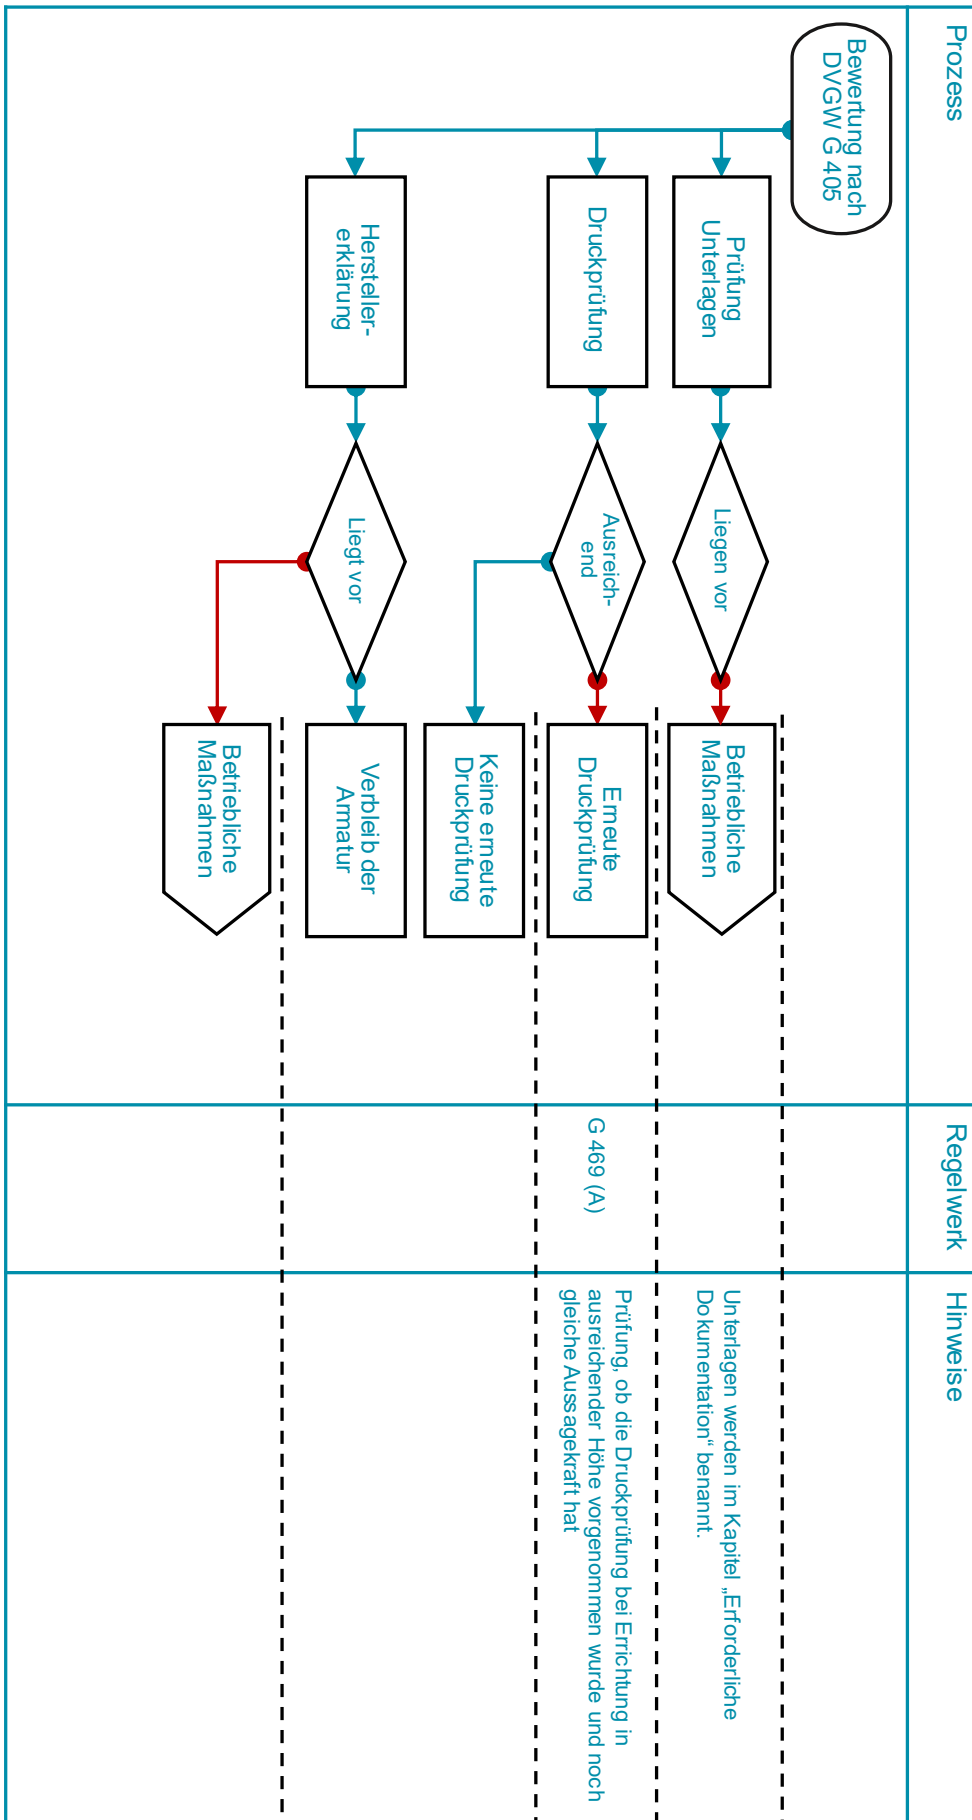 Prozess
Regelwerk
Hinweise
Bewertung nach
DVGW G 405
Prüfung
Unterlagen
Liegen vor
Betriebliche
Maßnahmen
Unterlagen werden im Kapitel „Erforderliche
Dokumentation“ benannt.
Druckprüfung
Ausreich-
end
Erneute
Druckprüfung
G 469 (A)
Prüfung, ob die Druckprüfung bei Errichtung in
ausreichender Höhe vorgenommen wurde und noch
gleiche Aussagekraft hat
Keine erneute
Druckprüfung
Hersteller-
erklärung
Liegt vor
Verbleib der
Armatur
Betriebliche
Maßnahmen